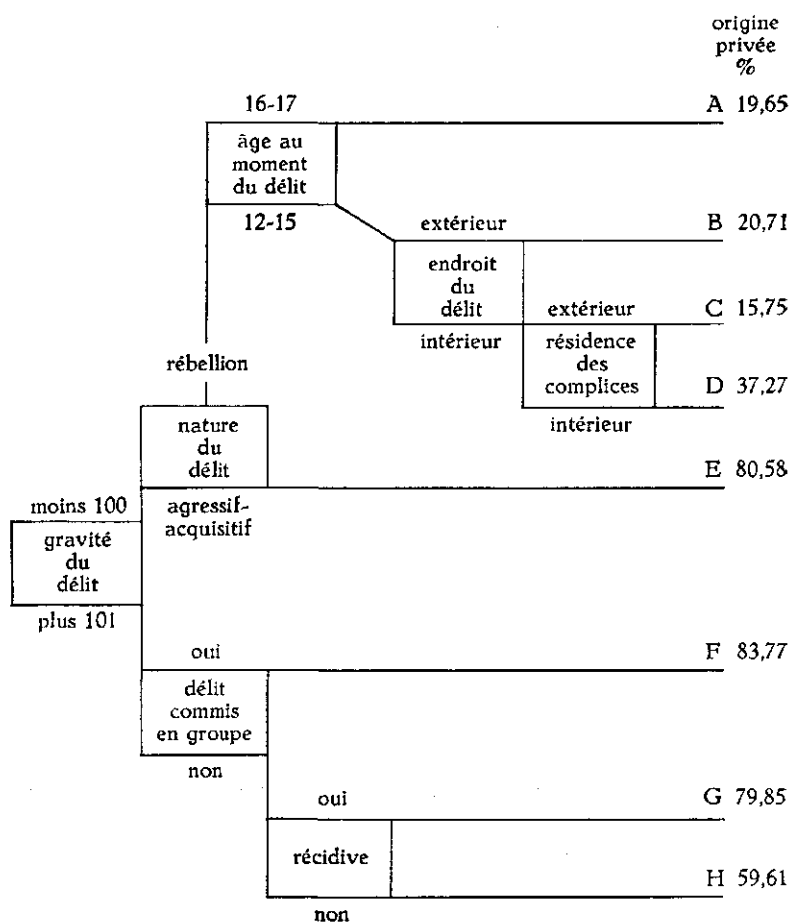 origine
privée
%
16-17
A 19,65
âge au
moment
du délit
12-15
extérieur
B 20,71
endroit
du
délit
extérieur
C 15,75
intérieur
résidence
des
complices
rébellion
D 37,27
intérieur
nature
du
délit
E 80,58
moins 100
agressif-
acquisitif
gravité
du
délit
plus 101
oui
F 83,77
délit
commis
en groupe
non
oui
G 79,85
récidive
H 59,61
non